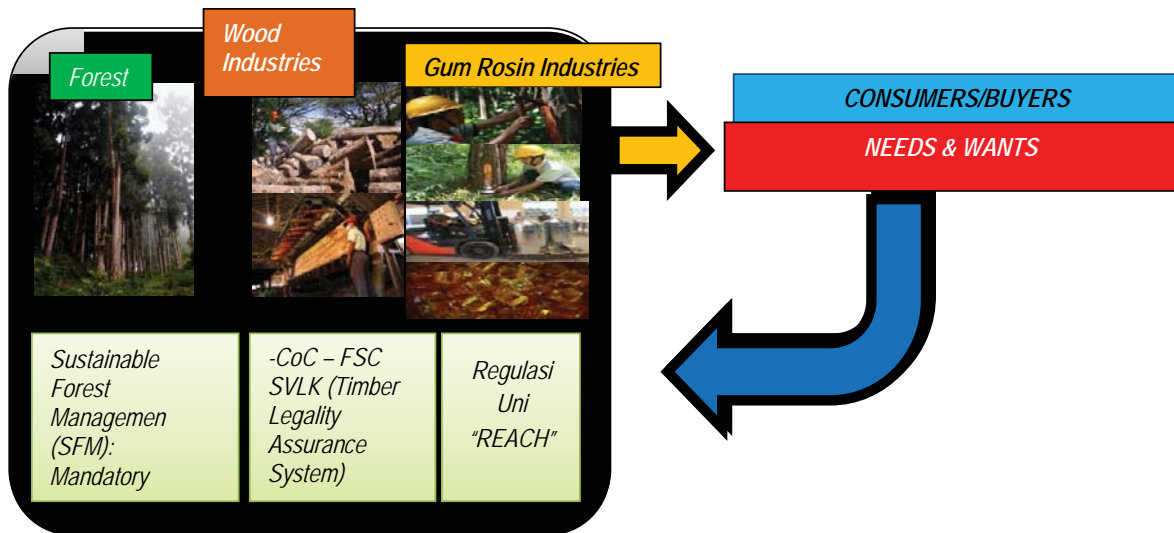 Forest
Wood
Industries
Gum Rosin Industries
CONSUMERS/BUYERS
NEEDS & WANTS
Sustainable
Forest
Managemen
(SFM):
Mandatory
-CoC – FSC
SVLK (Timber
Legality
Assurance
System)
Regulasi
Uni
“REACH”